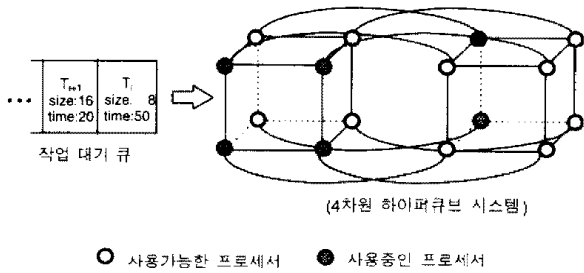 T_{i+1} T_i
size:16 size: 8
time:20 time:50
작업 대기 큐
(4차원 하이퍼큐브 시스템)
사용가능한 프로세서 사용중인 프로세서